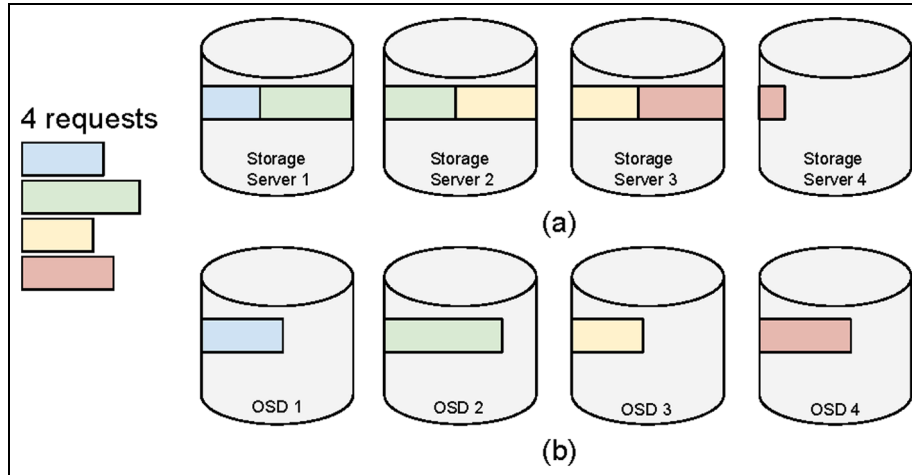 4 requests
Storage
Server 1
Storage
Server 2
Storage
Server 3
Storage
Server 4
(a)
OSD 1
OSD 2
OSD 3
OSD 4
(b)